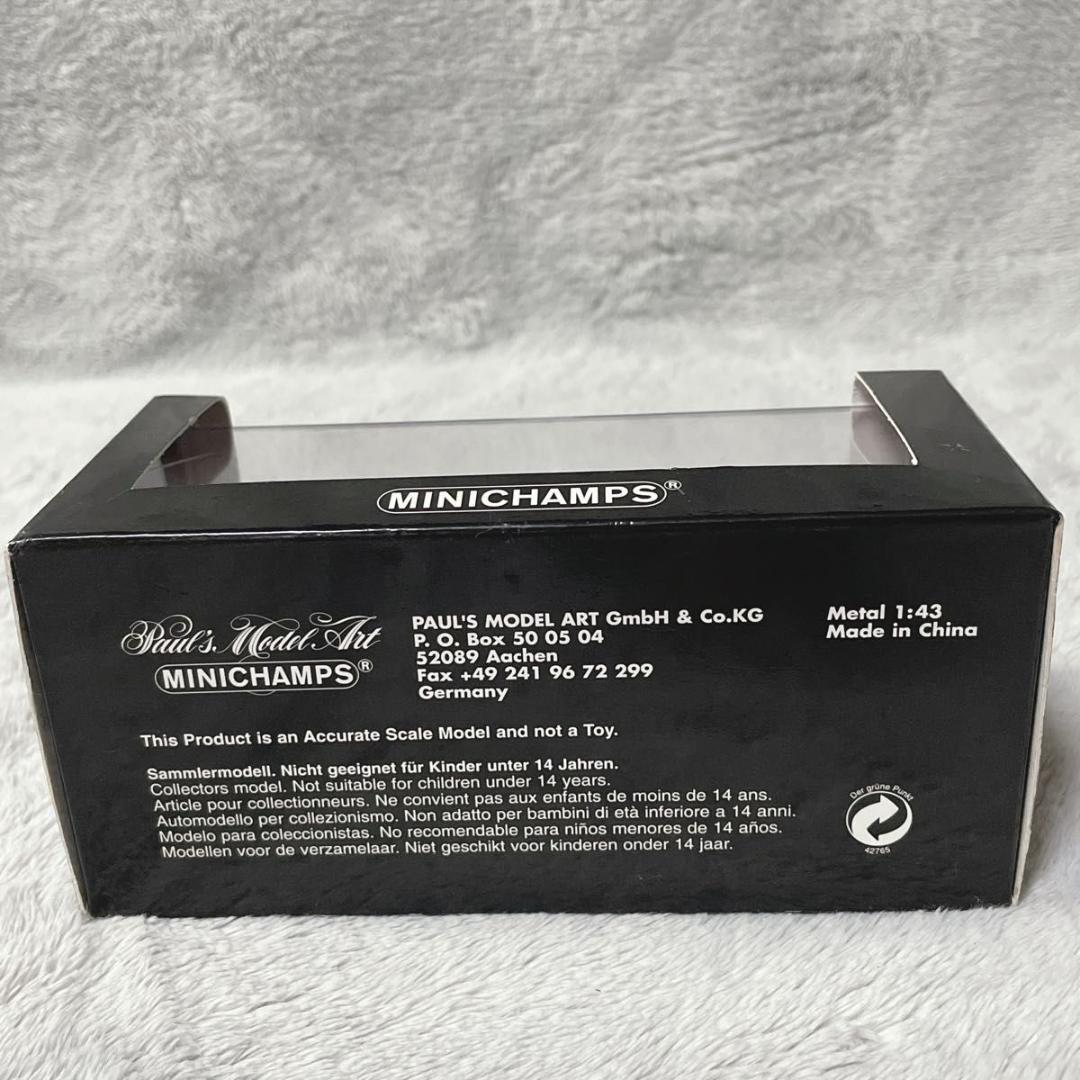 MINICHAMPS®
Paul's Model Art
MINICHAMPS®
PAUL'S MODEL ART GmbH & Co.KG
P. O. Box 50 05 04
52089 Aachen
Fax +49 241 96 72 299
Germany
Metal 1:43
Made in China
This Product is an Accurate Scale Model and not a Toy.
Sammlermodell. Nicht geeignet für Kinder unter 14 Jahren.
Collectors model. Not suitable for children under 14 years.
Article pour collectionneurs. Ne convient pas aux enfants de moins de 14 ans.
Automodello per collezionismo. Non adatto per bambini di età inferiore a 14 anni.
Modelo para coleccionistas. No recomendable para niños menores de 14 años.
Modellen voor de verzamelaar. Niet geschikt voor kinderen onder 14 jaar.
Der grüne Punkt
42765